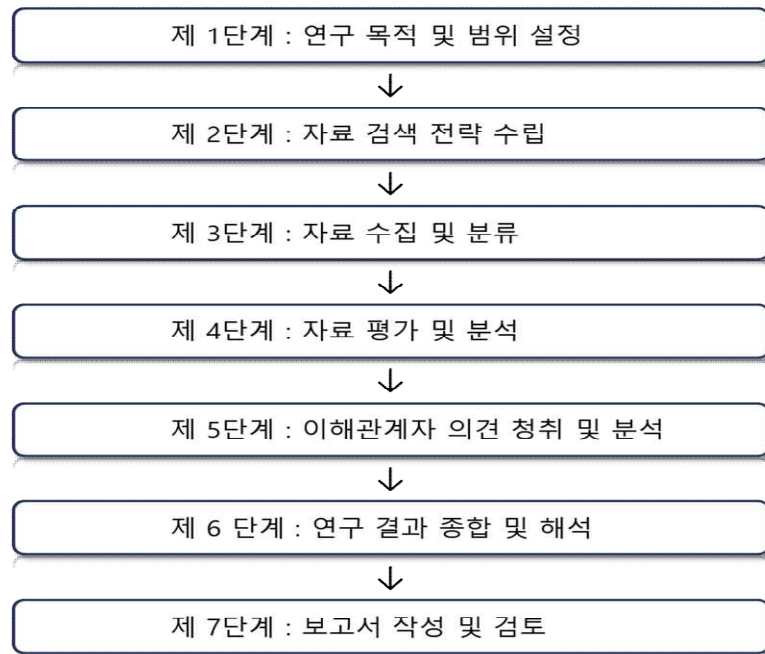 제 1단계 : 연구 목적 및 범위 설정
제 2단계 : 자료 검색 전략 수립
제 3단계 : 자료 수집 및 분류
제 4단계 : 자료 평가 및 분석
제 5단계 : 이해관계자 의견 청취 및 분석
제 6 단계 : 연구 결과 종합 및 해석
제 7단계 : 보고서 작성 및 검토